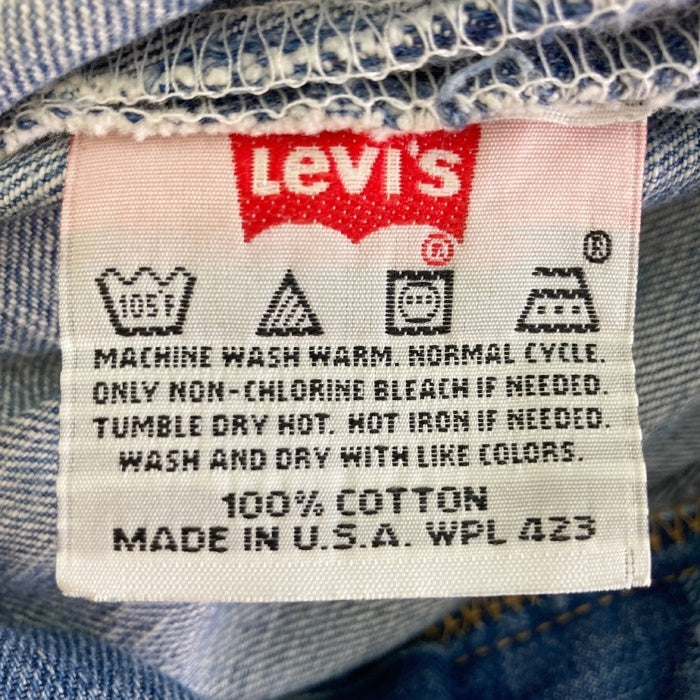 LEVI'S
®
®
105°F
MACHINE WASH WARM. NORMAL CYCLE.
ONLY NON-CHLORINE BLEACH IF NEEDED.
TUMBLE DRY HOT. HOT IRON IF NEEDED.
WASH AND DRY WITH LIKE COLORS.
100% COTTON
MADE IN U.S.A. WPL 423